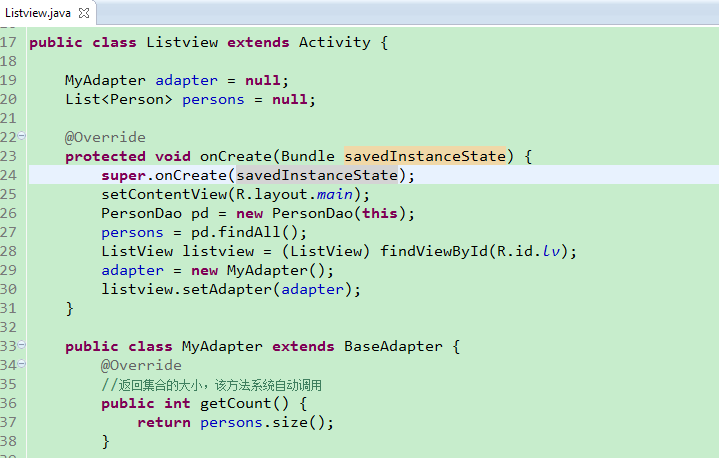 Listview.java
17 public class Listview extends Activity {
18
19     MyAdapter adapter = null;
20     List<Person> persons = null;
21
22     @Override
23     protected void onCreate(Bundle savedInstanceState) {
24         super.onCreate(savedInstanceState);
25         setContentView(R.layout.main);
26         PersonDao pd = new PersonDao(this);
27         persons = pd.findAll();
28         ListView listview = (ListView) findViewById(R.id.lv);
29         adapter = new MyAdapter();
30         listview.setAdapter(adapter);
31     }
32
33     public class MyAdapter extends BaseAdapter {
34         @Override
35         //返回集合的大小，该方法系统自动调用
36         public int getCount() {
37             return persons.size();
38         }